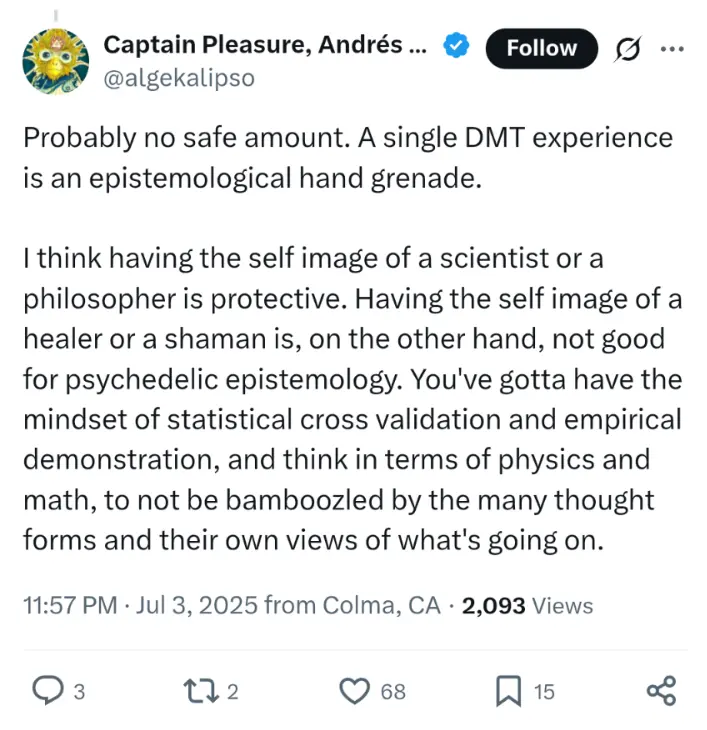 Captain Pleasure, Andrés ...
Follow
@algekalipso
Probably no safe amount. A single DMT experience
is an epistemological hand grenade.
I think having the self image of a scientist or a
philosopher is protective. Having the self image of a
healer or a shaman is, on the other hand, not good
for psychedelic epistemology. You've gotta have the
mindset of statistical cross validation and empirical
demonstration, and think in terms of physics and
math, to not be bamboozled by the many thought
forms and their own views of what's going on.
11:57 PM · Jul 3, 2025 from Colma, CA · 2,093 Views
3 2 68 15